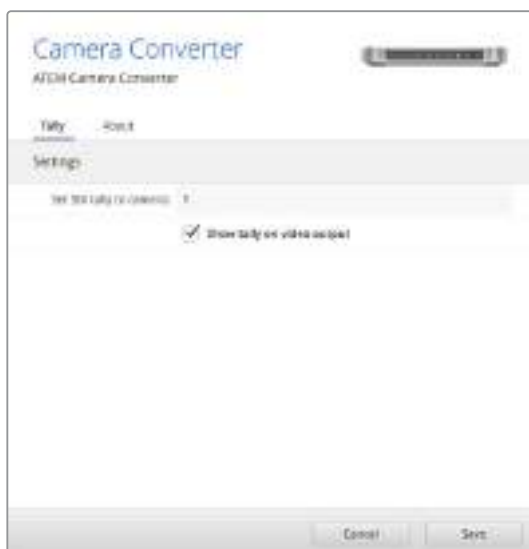 Camera Converter
ATEM Camera Converter
Tally About
Settings
Set SDI tally to camera: 1
Show tally on video output
Cancel Save